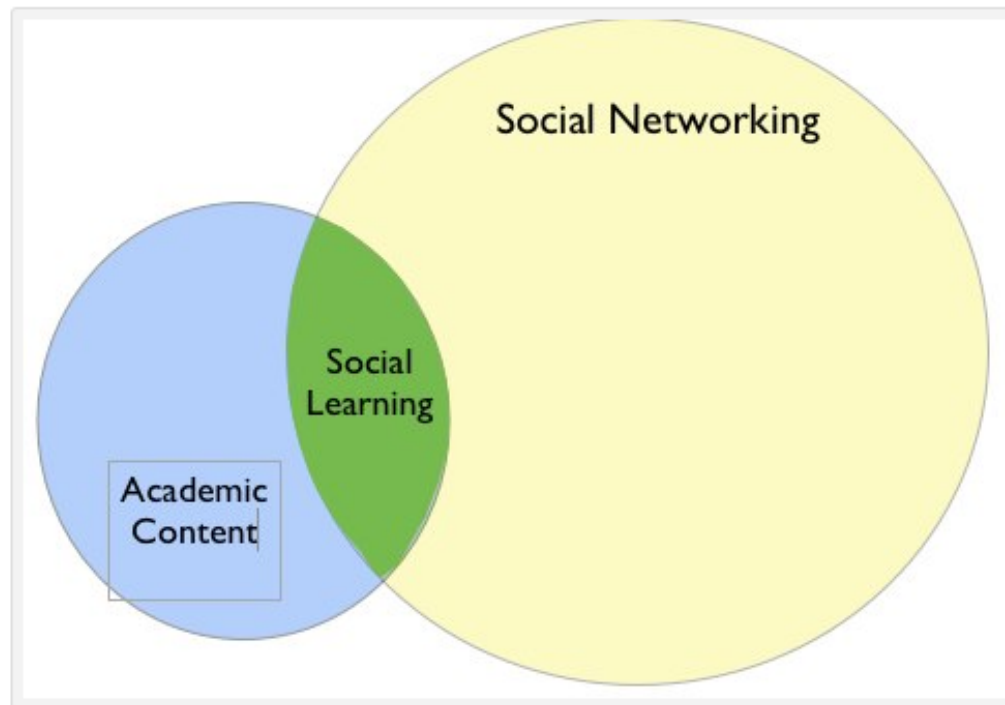 Social Networking
Social
Learning
Academic
Content